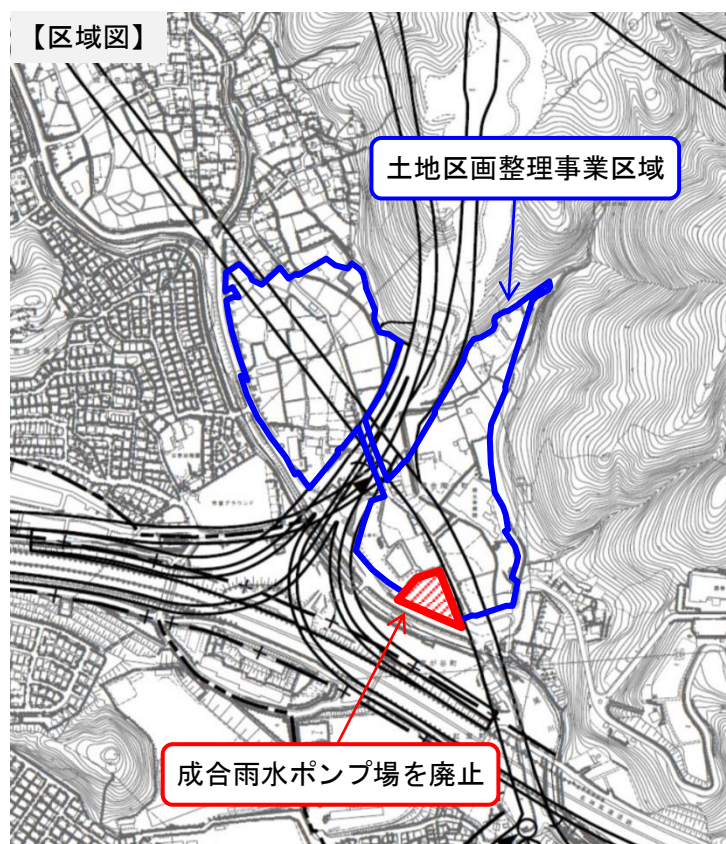 【区域図】
土地区画整理事業区域
成合雨水ポンプ場を廃止